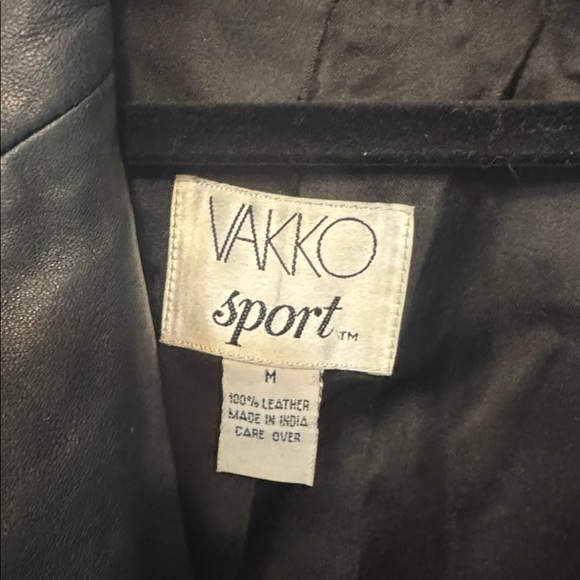 VAKKO
sport™
M
100% LEATHER
MADE IN INDIA
CARE OVER